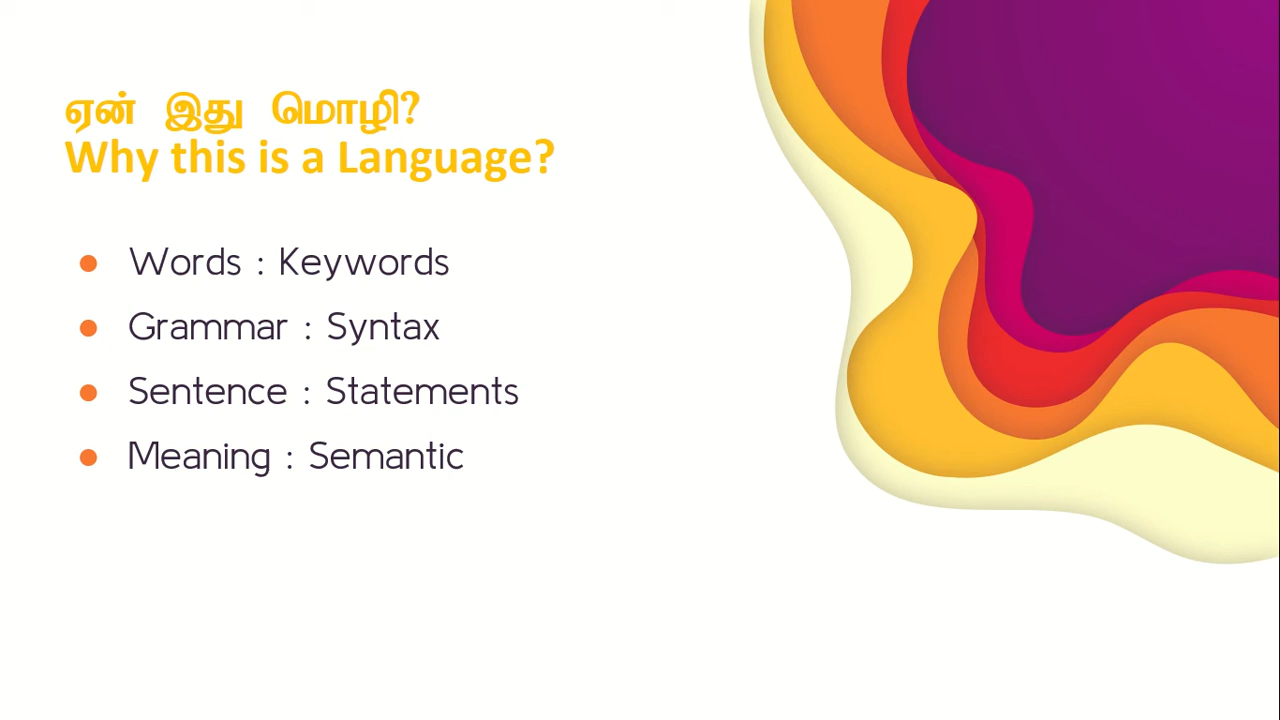 ஏன் இது மொழி?
Why this is a Language?
Words : Keywords
Grammar : Syntax
Sentence : Statements
Meaning : Semantic